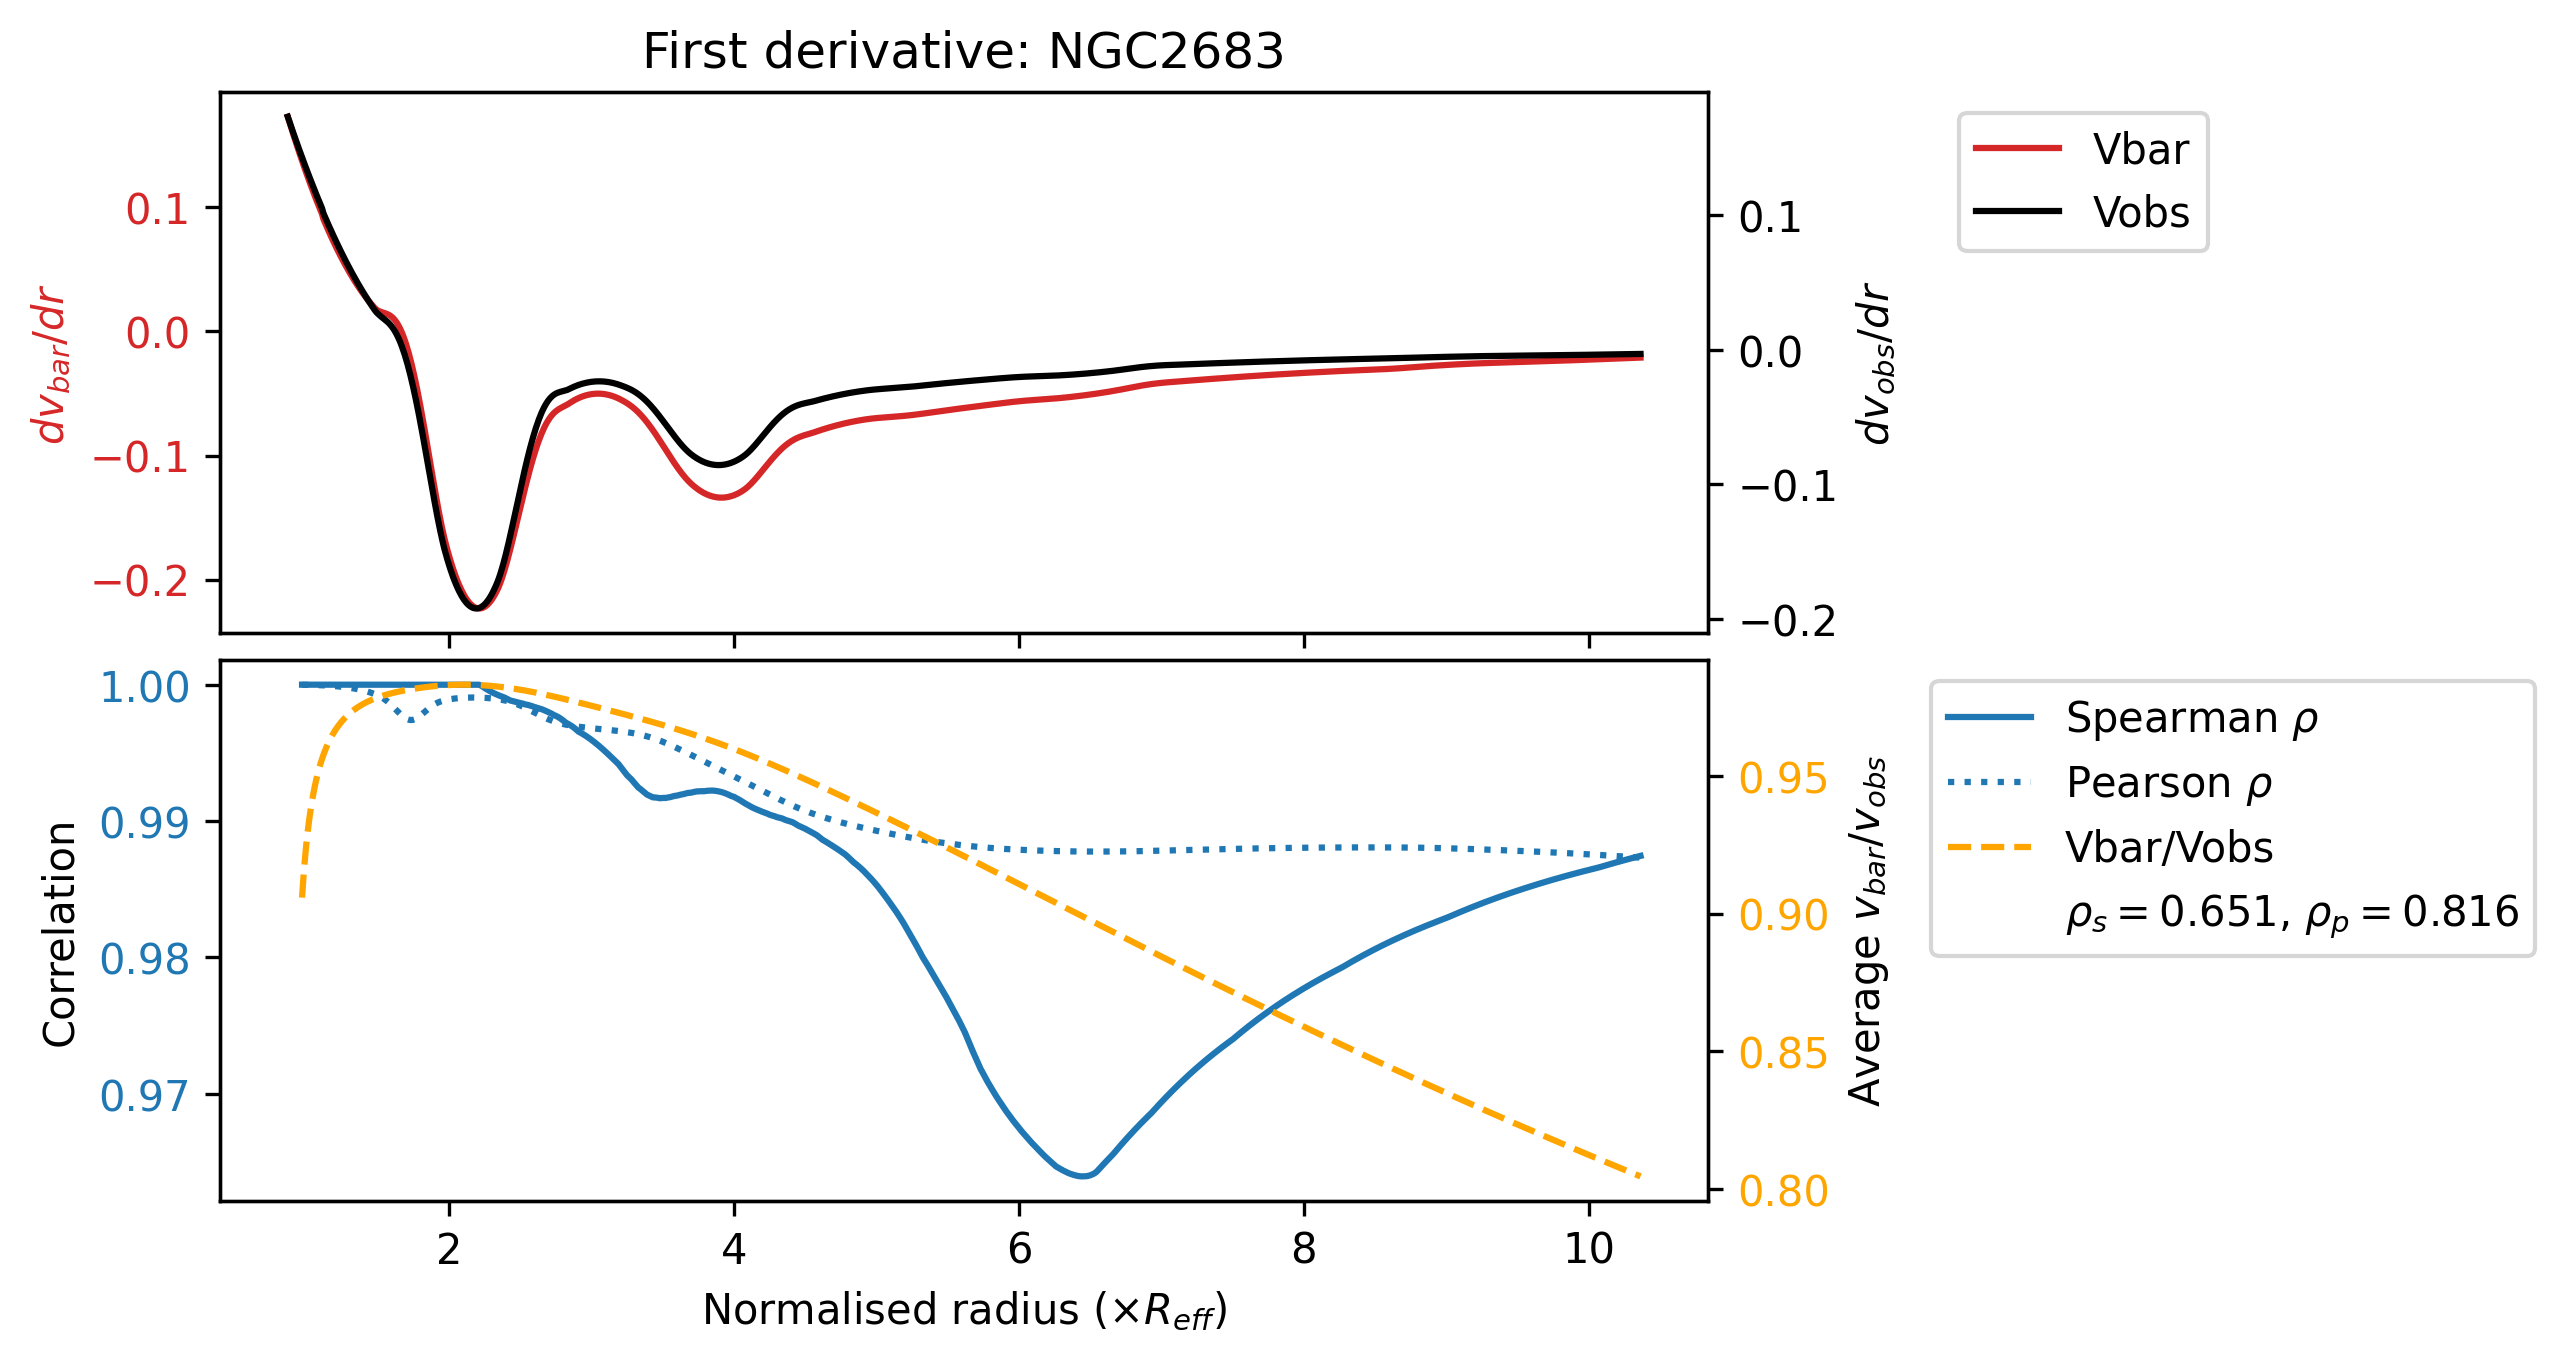 First derivative: NGC2683
0.1
0.0
−0.1
−0.2
dv_bar/dr
0.1
0.0
−0.1
−0.2
dv_obs/dr
Vbar
Vobs
1.00
0.99
0.98
0.97
Correlation
0.95
0.90
0.85
0.80
Average v_bar/v_obs
Spearman ρ
Pearson ρ
Vbar/Vobs
ρ_s = 0.651, ρ_p = 0.816
2 4 6 8 10
Normalised radius (×R_eff)